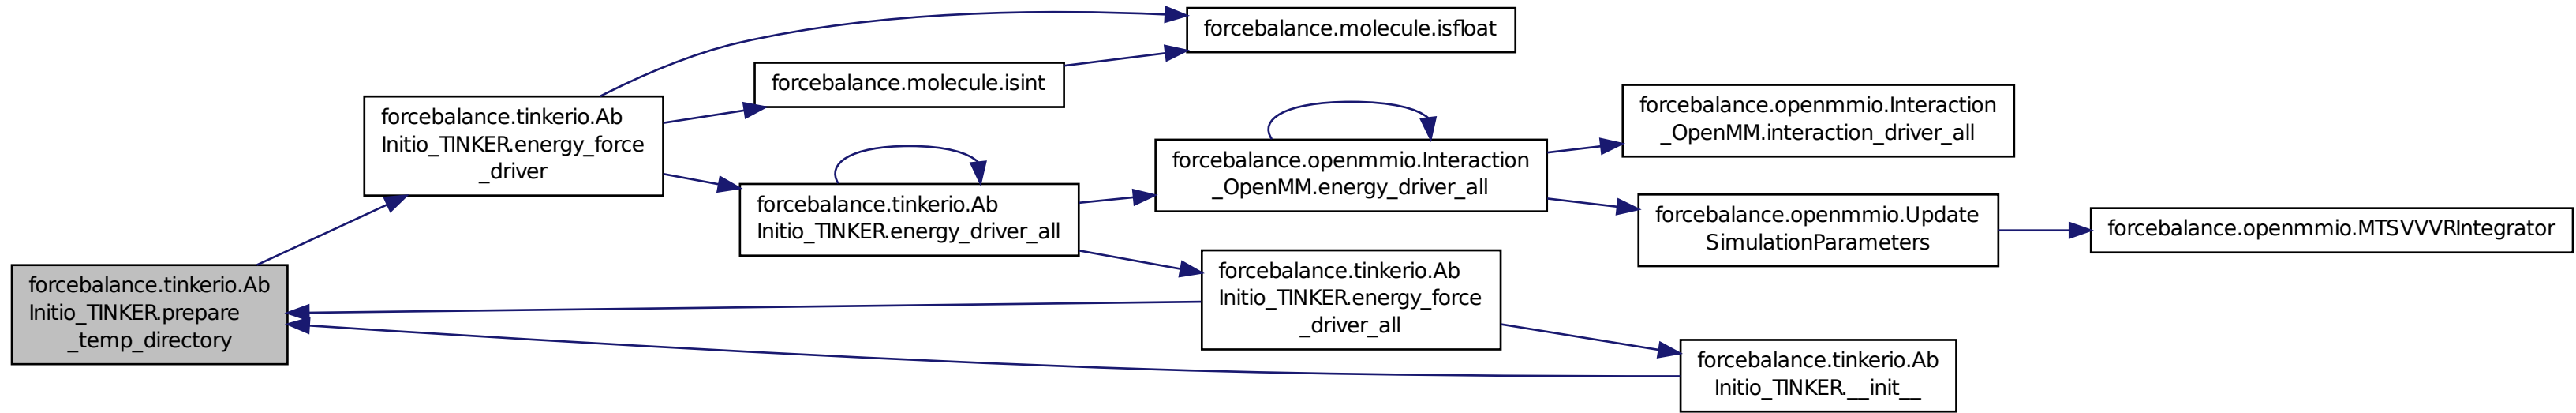 forcebalance.tinkerio.Ab
Initio_TINKER.prepare
_temp_directory
forcebalance.tinkerio.Ab
Initio_TINKER.energy_force
_driver
forcebalance.molecule.isfloat
forcebalance.molecule.isint
forcebalance.tinkerio.Ab
Initio_TINKER.energy_driver_all
forcebalance.openmmio.Interaction
_OpenMM.energy_driver_all
forcebalance.openmmio.Interaction
_OpenMM.interaction_driver_all
forcebalance.openmmio.Update
SimulationParameters
forcebalance.openmmio.MTSVVVRIntegrator
forcebalance.tinkerio.Ab
Initio_TINKER.energy_force
_driver_all
forcebalance.tinkerio.Ab
Initio_TINKER.__init__